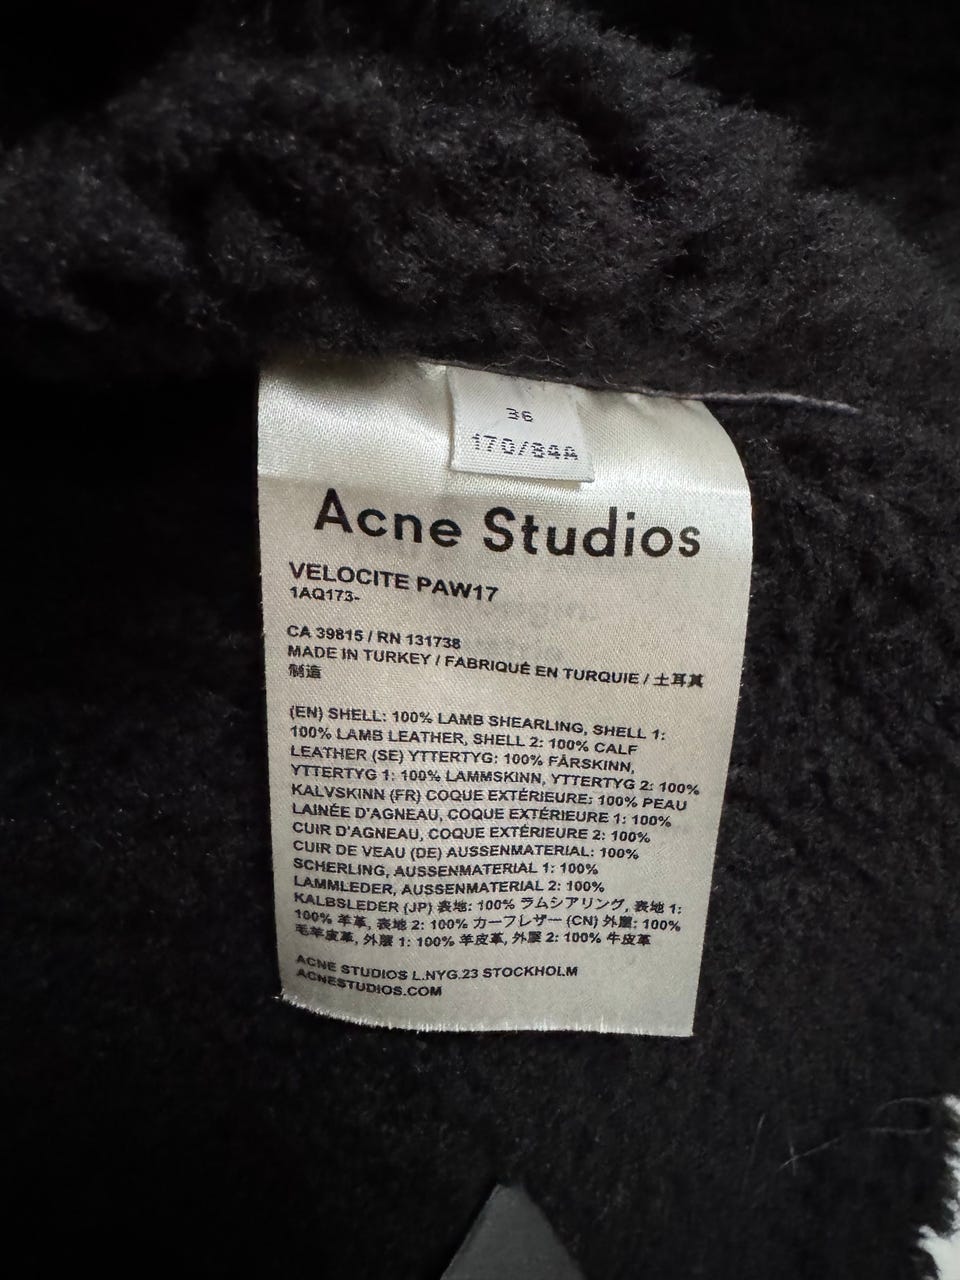 36
170/84A
Acne Studios
VELOCITE PAW17
1AQ173-
CA 39815 / RN 131738
MADE IN TURKEY / FABRIQUÉ EN TURQUIE / 土耳其
制造
(EN) SHELL: 100% LAMB SHEARLING, SHELL 1:
100% LAMB LEATHER, SHELL 2: 100% CALF
LEATHER (SE) YTTERTYG: 100% FÅRSKINN,
YTTERTYG 1: 100% LAMMSKINN, YTTERTYG 2: 100%
KALVSKINN (FR) COQUE EXTÉRIEURE: 100% PEAU
LAINÉE D'AGNEAU, COQUE EXTÉRIEURE 1: 100%
CUIR D'AGNEAU, COQUE EXTÉRIEURE 2: 100%
CUIR DE VEAU (DE) AUSSENMATERIAL: 100%
SCHERLING, AUSSENMATERIAL 1: 100%
LAMMLEDER, AUSSENMATERIAL 2: 100%
KALBSLEDER (JP) 表地: 100% ラムシアリング, 表地 1:
100% 羊革, 表地 2: 100% カーフレザー (CN) 外層: 100%
毛羊皮革, 外層 1: 100% 羊皮革, 外層 2: 100% 牛皮革
ACNE STUDIOS L.NYG.23 STOCKHOLM
ACNESTUDIOS.COM